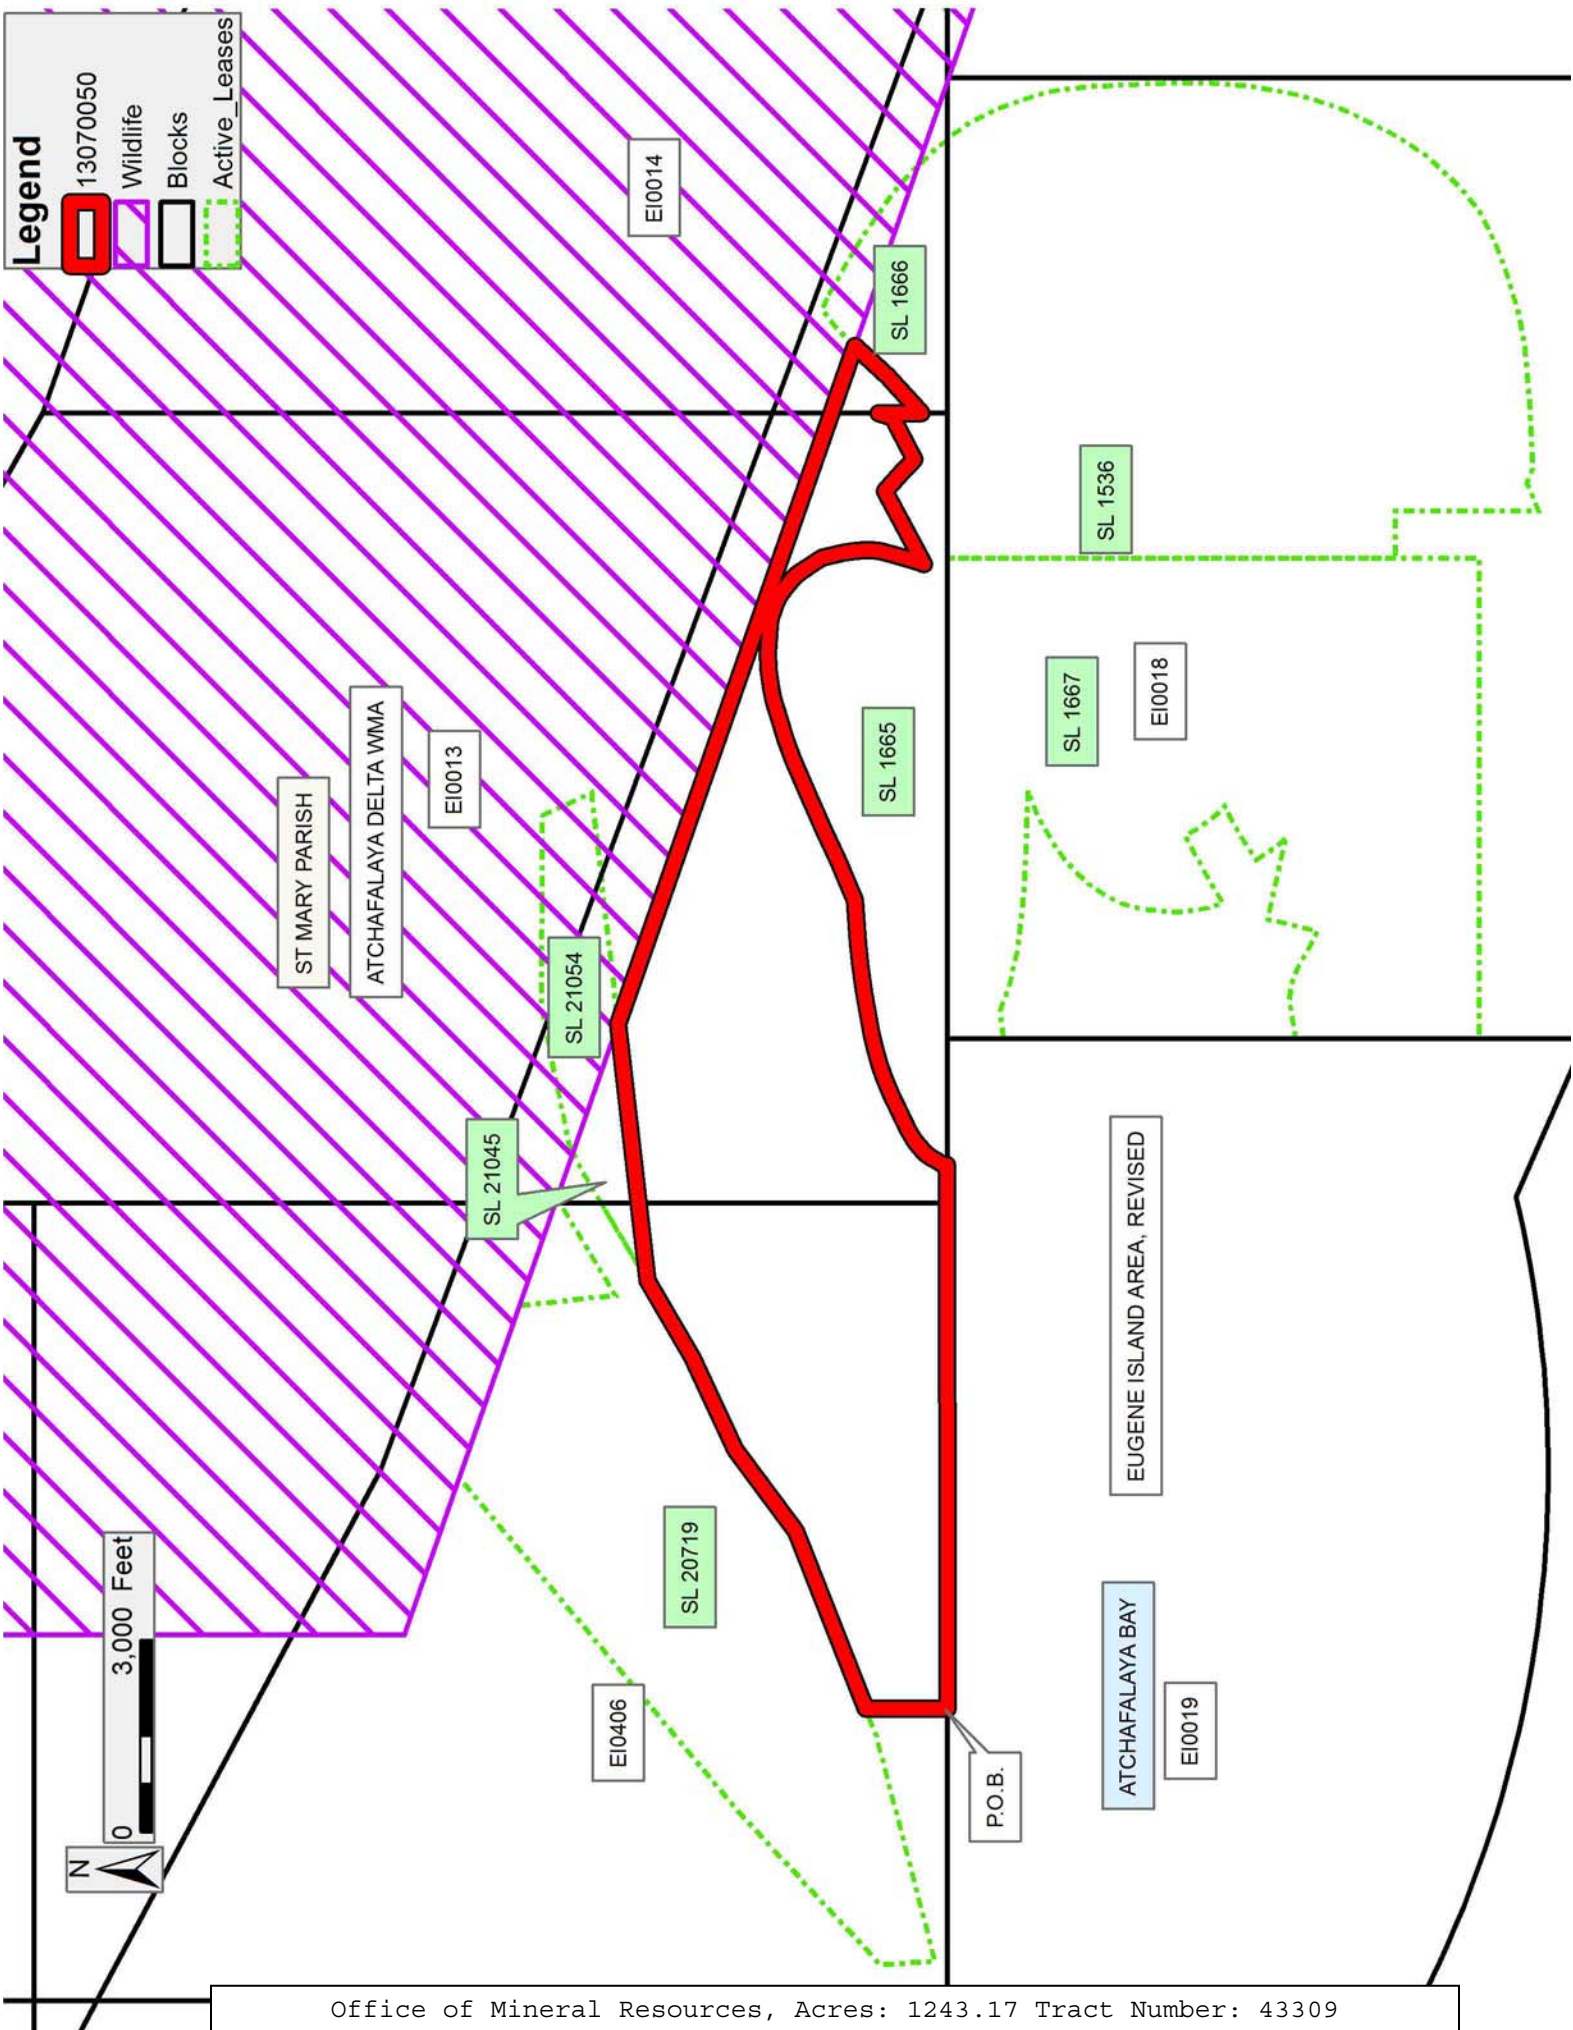 Legend
13070050
Wildlife
Blocks
Active_Leases
N
0
3,000 Feet
ST MARY PARISH
ATCHAFALAYA DELTA WMA
EI0013
EI0014
SL 21045
SL 21054
EI0406
SL 20719
SL 1665
SL 1666
P.O.B.
SL 1667
SL 1536
EI0018
ATCHAFALAYA BAY
EUGENE ISLAND AREA, REVISED
EI0019
Office of Mineral Resources, Acres: 1243.17 Tract Number: 43309